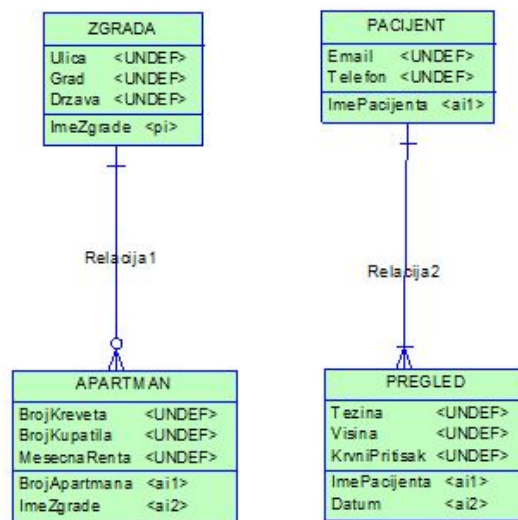 ZGRADA
Ulica <UNDEF>
Grad <UNDEF>
Drzava <UNDEF>
ImeZgrade <pi>
PACIJENT
Email <UNDEF>
Telefon <UNDEF>
ImePacijenta <ai1>
Relacija1
Relacija2
APARTMAN
BrojKreveta <UNDEF>
BrojKupatila <UNDEF>
MesecnaRenta <UNDEF>
BrojApartmana <ai1>
ImeZgrade <ai2>
PREGLED
Tezina <UNDEF>
Visina <UNDEF>
KrvniPritisak <UNDEF>
ImePacijenta <ai1>
Datum <ai2>